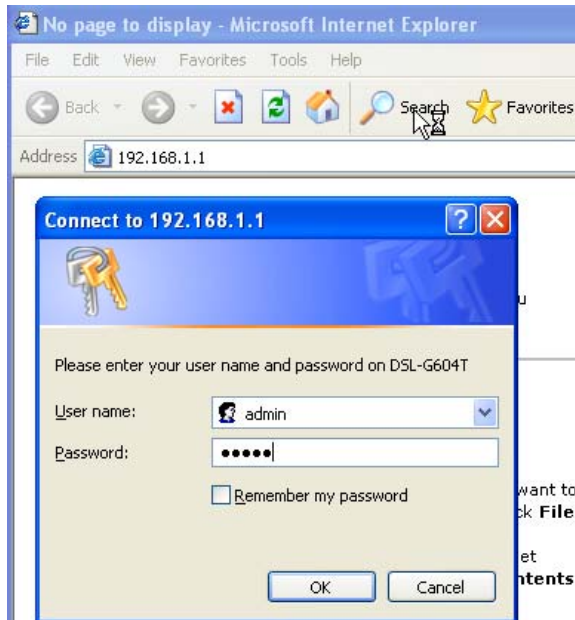 No page to display - Microsoft Internet Explorer
File Edit View Favorites Tools Help
Back Search Favorites
Address 192.168.1.1
Connect to 192.168.1.1
u
Please enter your user name and password on DSL-G604T
User name: admin
Password: •••••
Remember my password
want to
ck File
et
ntents
OK Cancel